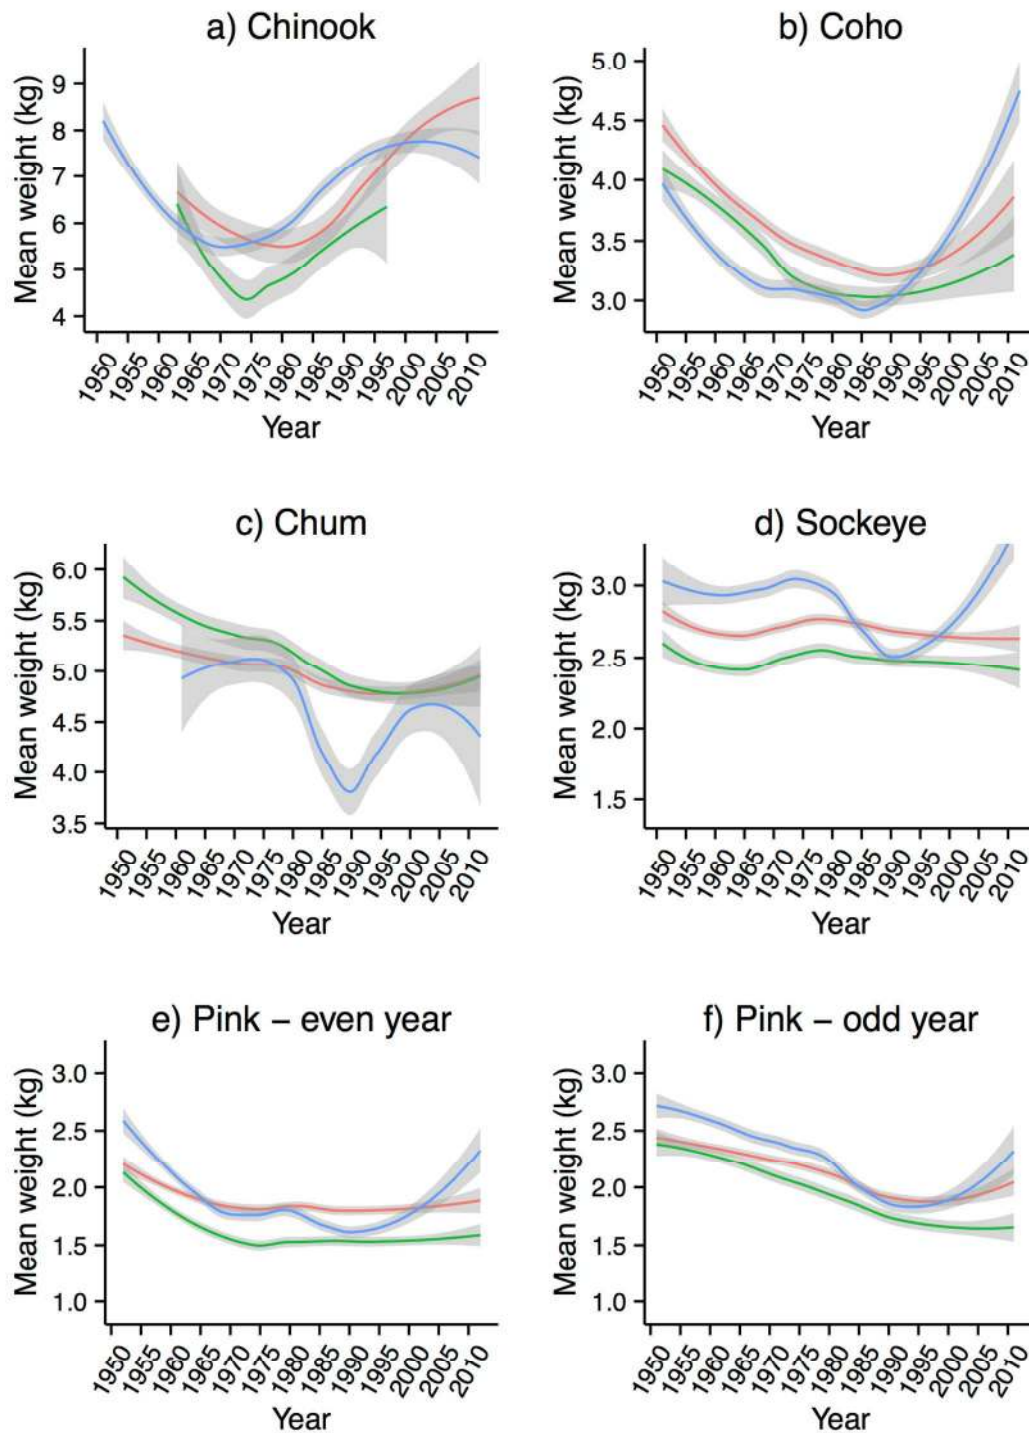 a) Chinook
Mean weight (kg)
9
8
7
6
5
4
1950 1955 1960 1965 1970 1975 1980 1985 1990 1995 2000 2005 2010
Year
b) Coho
Mean weight (kg)
5.0
4.5
4.0
3.5
3.0
1950 1955 1960 1965 1970 1975 1980 1985 1990 1995 2000 2005 2010
Year
c) Chum
Mean weight (kg)
6.0
5.5
5.0
4.5
4.0
3.5
1950 1955 1960 1965 1970 1975 1980 1985 1990 1995 2000 2005 2010
Year
d) Sockeye
Mean weight (kg)
3.0
2.5
2.0
1.5
1950 1955 1960 1965 1970 1975 1980 1985 1990 1995 2000 2005 2010
Year
e) Pink – even year
Mean weight (kg)
3.0
2.5
2.0
1.5
1.0
1950 1955 1960 1965 1970 1975 1980 1985 1990 1995 2000 2005 2010
Year
f) Pink – odd year
Mean weight (kg)
3.0
2.5
2.0
1.5
1.0
1950 1955 1960 1965 1970 1975 1980 1985 1990 1995 2000 2005 2010
Year